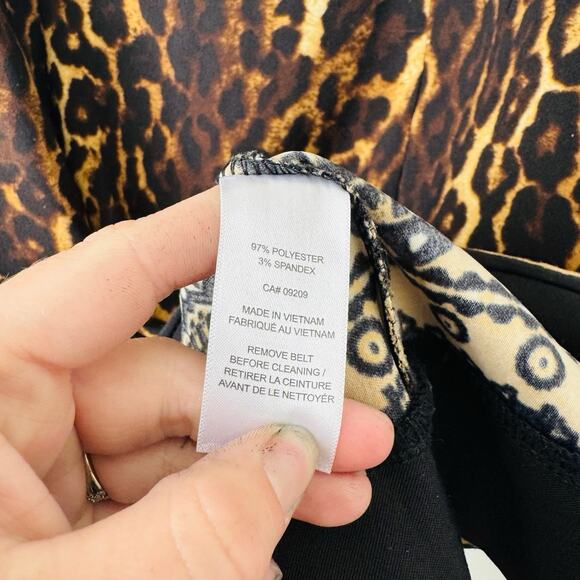 97% POLYESTER
3% SPANDEX
CA# 09209
MADE IN VIETNAM
FABRIQUÉ AU VIETNAM
REMOVE BELT
BEFORE CLEANING /
RETIRER LA CEINTURE
AVANT DE LE NETTOYÉR